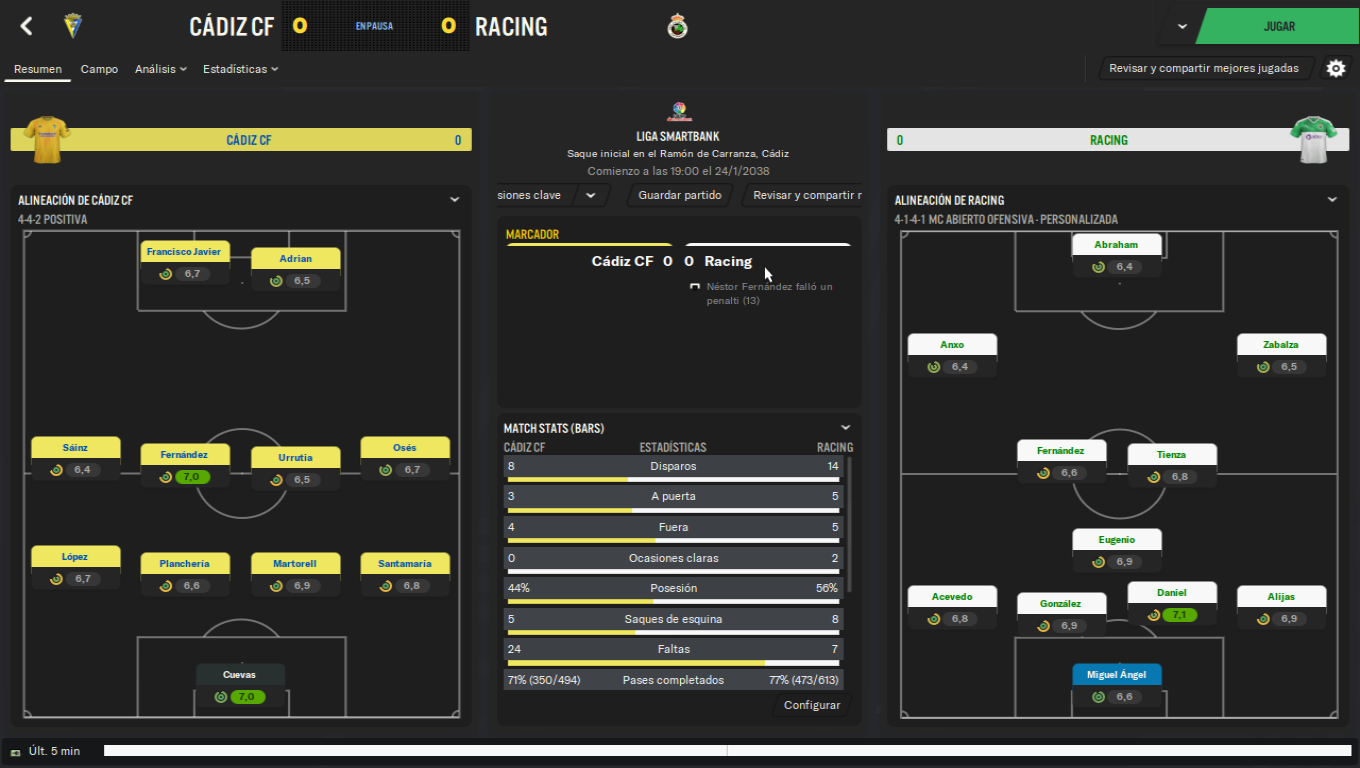 CÁDIZ CF 0 EN PAUSA 0 RACING
JUGAR
Resumen Campo Análisis Estadísticas
Revisar y compartir mejores jugadas
CÁDIZ CF 0
ALINEACIÓN DE CÁDIZ CF
4-4-2 POSITIVA
Francisco Javier
6,7
Adrian
6,5
Sáinz
6,4
Fernández
7,0
Urrutia
6,5
Osés
6,7
López
6,7
Planchería
6,6
Martorell
6,9
Santamaría
6,8
Cuevas
7,0
LIGA SMARTBANK
Saque inicial en el Ramón de Carranza, Cádiz
Comienzo a las 19:00 el 24/1/2038
siones clave
Guardar partido
Revisar y compartir r
MARCADOR
Cádiz CF 0 0 Racing
Néstor Fernández falló un
penalti (13)
MATCH STATS (BARS)
CÁDIZ CF ESTADÍSTICAS RACING
8 Disparos 14
3 A puerta 5
4 Fuera 5
0 Ocasiones claras 2
44% Posesión 56%
5 Saques de esquina 8
24 Faltas 7
71% (350/494) Pases completados 77% (473/613)
Configurar
0 RACING
ALINEACIÓN DE RACING
4-1-4-1 MC ABIERTO OFENSIVA - PERSONALIZADA
Abraham
6,4
Anxo
6,4
Zabalza
6,5
Fernández
6,6
Tienza
6,8
Eugenio
6,9
Acevedo
6,8
González
6,9
Daniel
7,1
Alijas
6,9
Miguel Ángel
6,6
Últ. 5 min